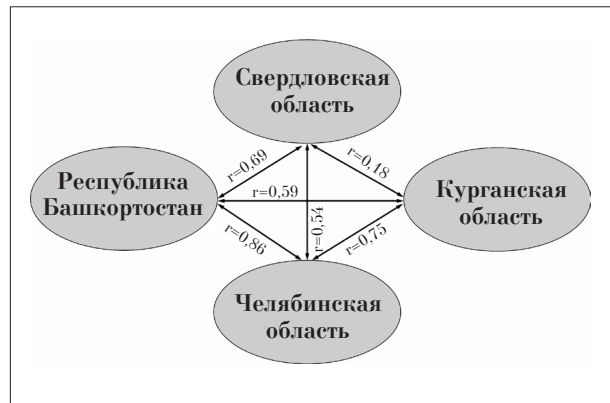 Свердловская
область
r=0,69
r=0,48
Республика
Башкортостан
r=0,59
Курганская
область
r=0,54
r=0,86
r=0,75
Челябинская
область